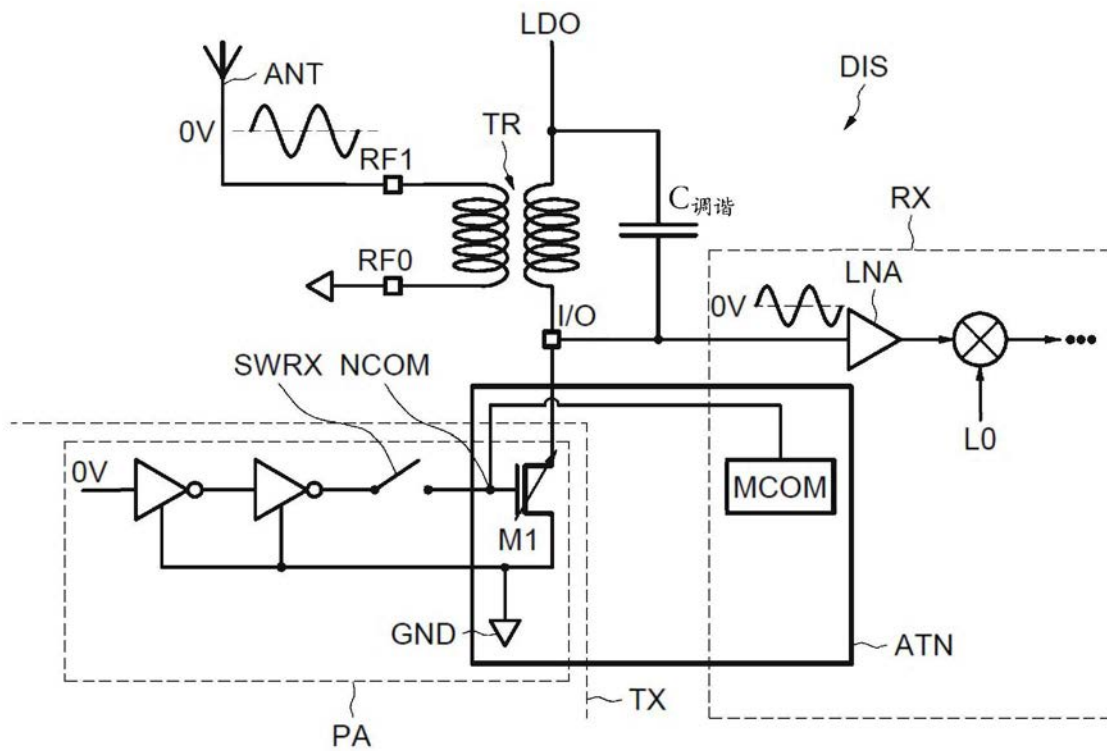 LDO
ANT
DIS
0V
TR
RF1
C调谐
RX
RF0
LNA
0V
I/O
SWRX NCOM
L0
0V
MCOM
M1
GND
ATN
TX
PA